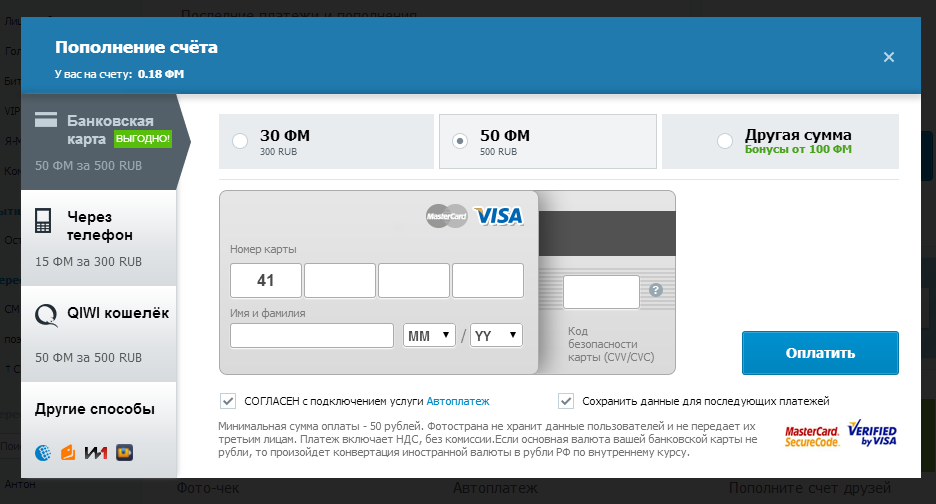 Последние платежи и пополнения
Пополнение счёта
У вас на счету: 0.18 ФМ
Банковская
карта ВЫГОДНО!
50 ФМ за 500 RUB
Через
телефон
15 ФМ за 300 RUB
QIWI кошелёк
50 ФМ за 500 RUB
Другие способы
30 ФМ
300 RUB
50 ФМ
500 RUB
Другая сумма
Бонусы от 100 ФМ
MasterCard VISA
Номер карты
41
Имя и фамилия
MM / YY
?
Код
безопасности
карты (CVV/CVC)
Оплатить
СОГЛАСЕН с подключением услуги Автоплатеж
Сохранить данные для последующих платежей
Минимальная сумма оплаты - 50 рублей. Фотострана не хранит данные пользователей и не передает их
третьим лицам. Платеж включает НДС, без комиссии.Если основная валюта вашей банковской карты не
рубли, то произойдет конвертация иностранной валюты в рубли РФ по внутреннему курсу.
MasterCard.
SecureCode.
VERIFIED
by VISA
Антон
Фото-чек
Автоплатеж
Пополните счет друзей